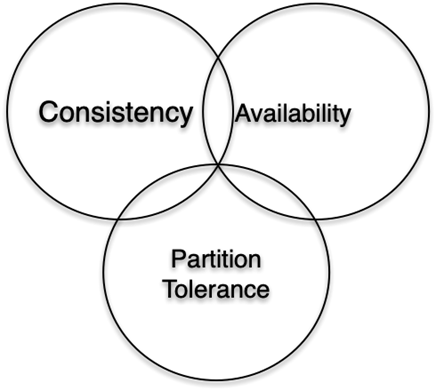 Consistency
Availability
Partition
Tolerance